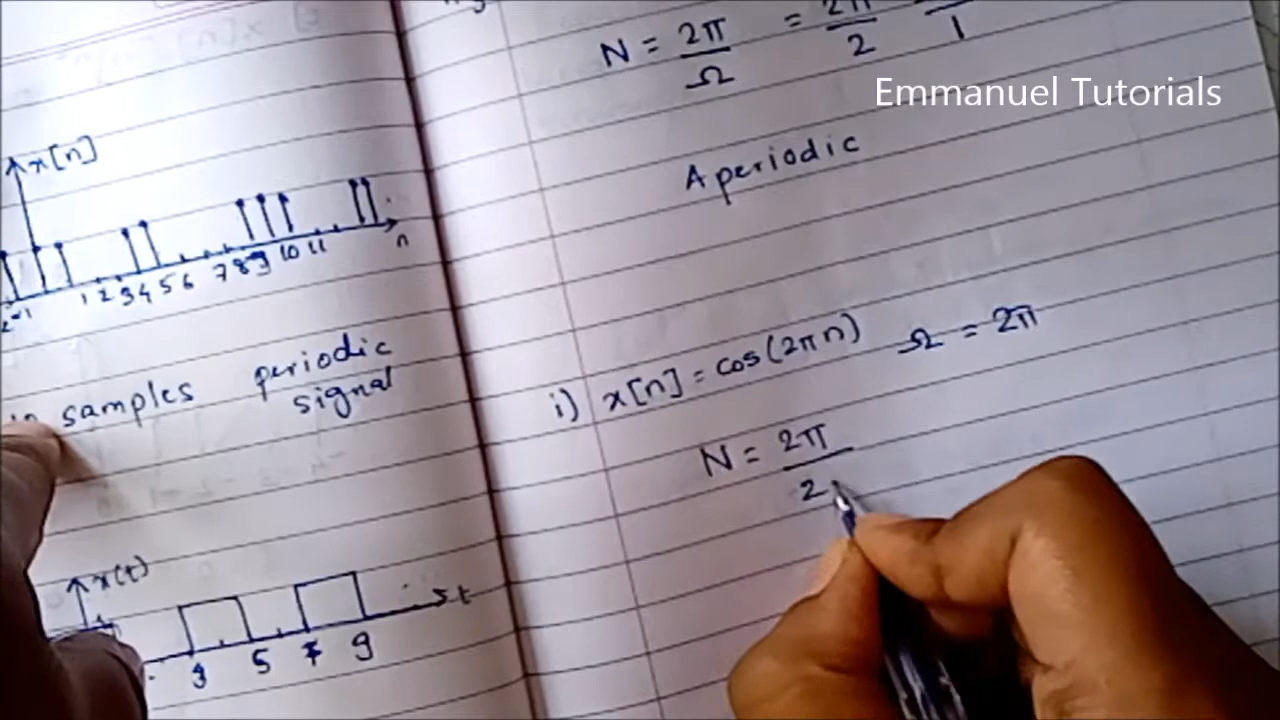 x[n]
1 2 3 4 5 6 7 8 9 10 11 n
samples periodic
signal
x(t)
3 5 7 9 t
N = 2π / Ω = 2π / 2
1
Emmanuel Tutorials
Aperiodic
i) x[n] = cos(2πn) Ω = 2π
N = 2π / 2